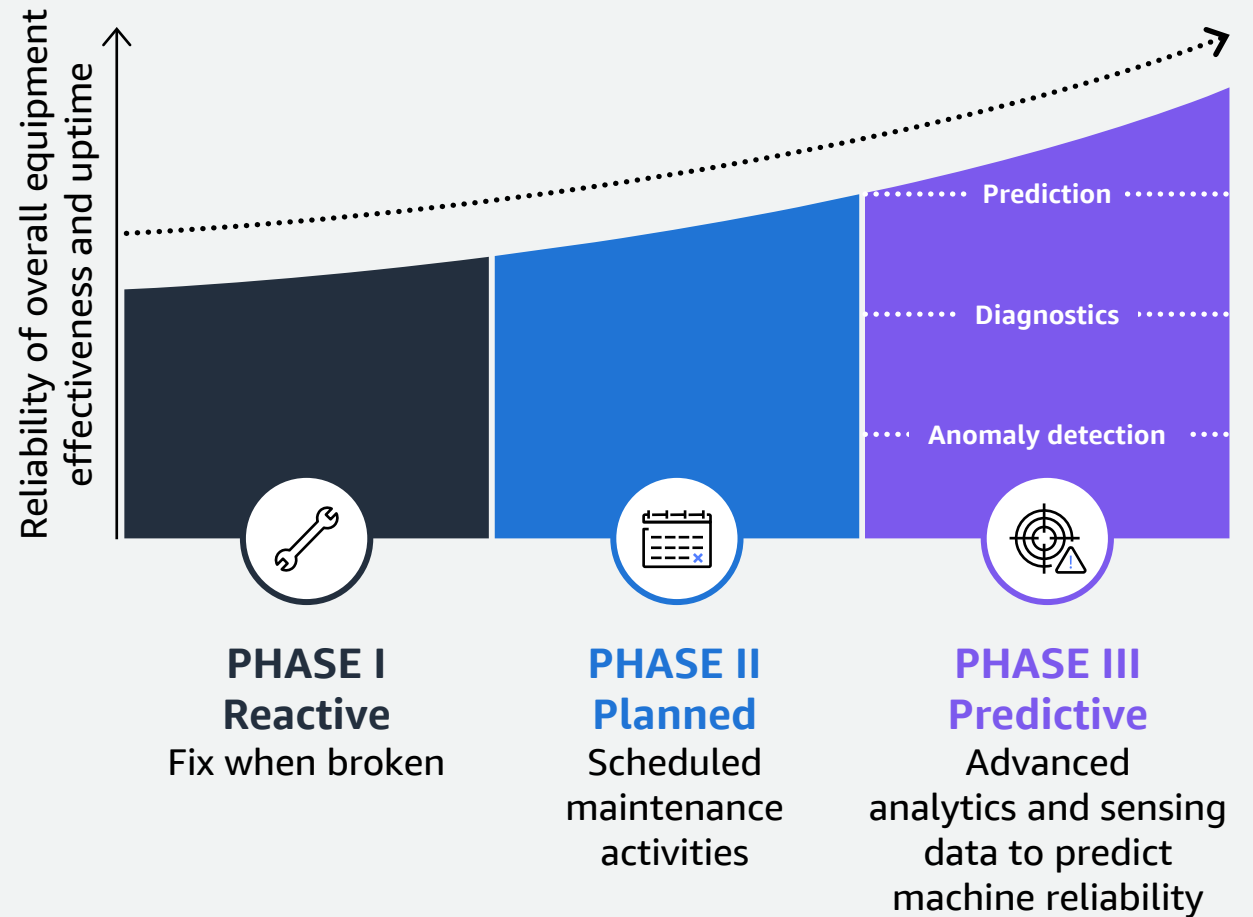 Reliability of overall equipment
effectiveness and uptime
Prediction
Diagnostics
Anomaly detection
PHASE I
Reactive
Fix when broken
PHASE II
Planned
Scheduled
maintenance
activities
PHASE III
Predictive
Advanced
analytics and sensing
data to predict
machine reliability